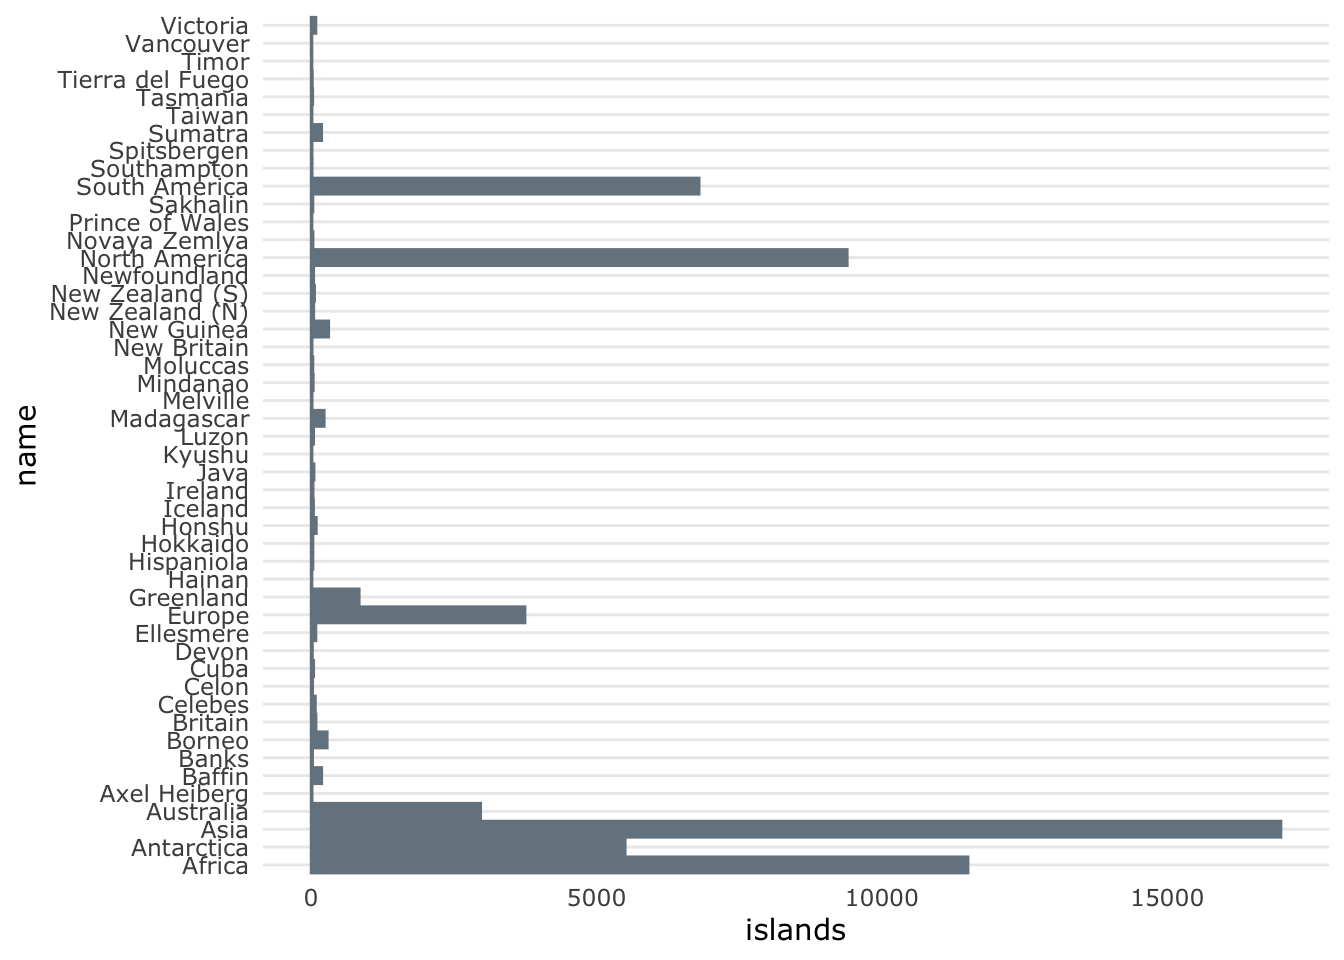 Victoria
Vancouver
Timor
Tierra del Fuego
Tasmania
Taiwan
Sumatra
Spitsbergen
Southampton
South America
Sakhalin
Prince of Wales
Novaya Zemlya
North America
Newfoundland
New Zealand (S)
New Zealand (N)
New Guinea
New Britain
Moluccas
Mindanao
Melville
Madagascar
Luzon
Kyushu
Java
Ireland
Iceland
Honshu
Hokkaido
Hispaniola
Hainan
Greenland
Europe
Ellesmere
Devon
Cuba
Celon
Celebes
Britain
Borneo
Banks
Baffin
Axel Heiberg
Australia
Asia
Antarctica
Africa
name
0 5000 10000 15000
islands